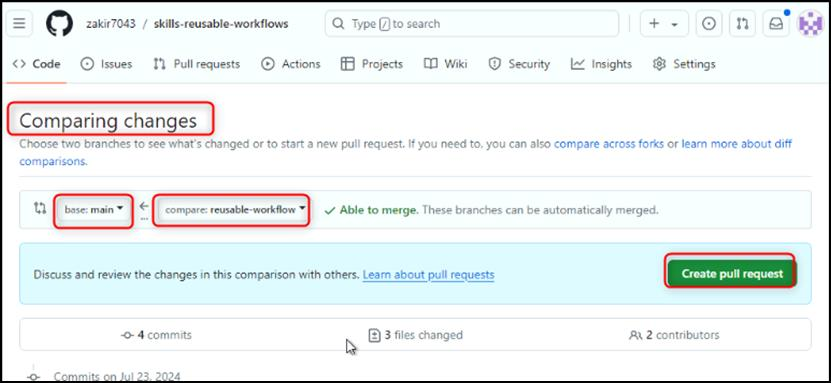 zakir7043 / skills-reusable-workflows
Type / to search
Code Issues Pull requests Actions Projects Wiki Security Insights Settings
Comparing changes
Choose two branches to see what's changed or to start a new pull request. If you need to, you can also compare across forks or learn more about diff
comparisons.
base: main compare: reusable-workflow Able to merge. These branches can be automatically merged.
Discuss and review the changes in this comparison with others. Learn about pull requests
Create pull request
4 commits 3 files changed 2 contributors
Commits on Jul 23, 2024